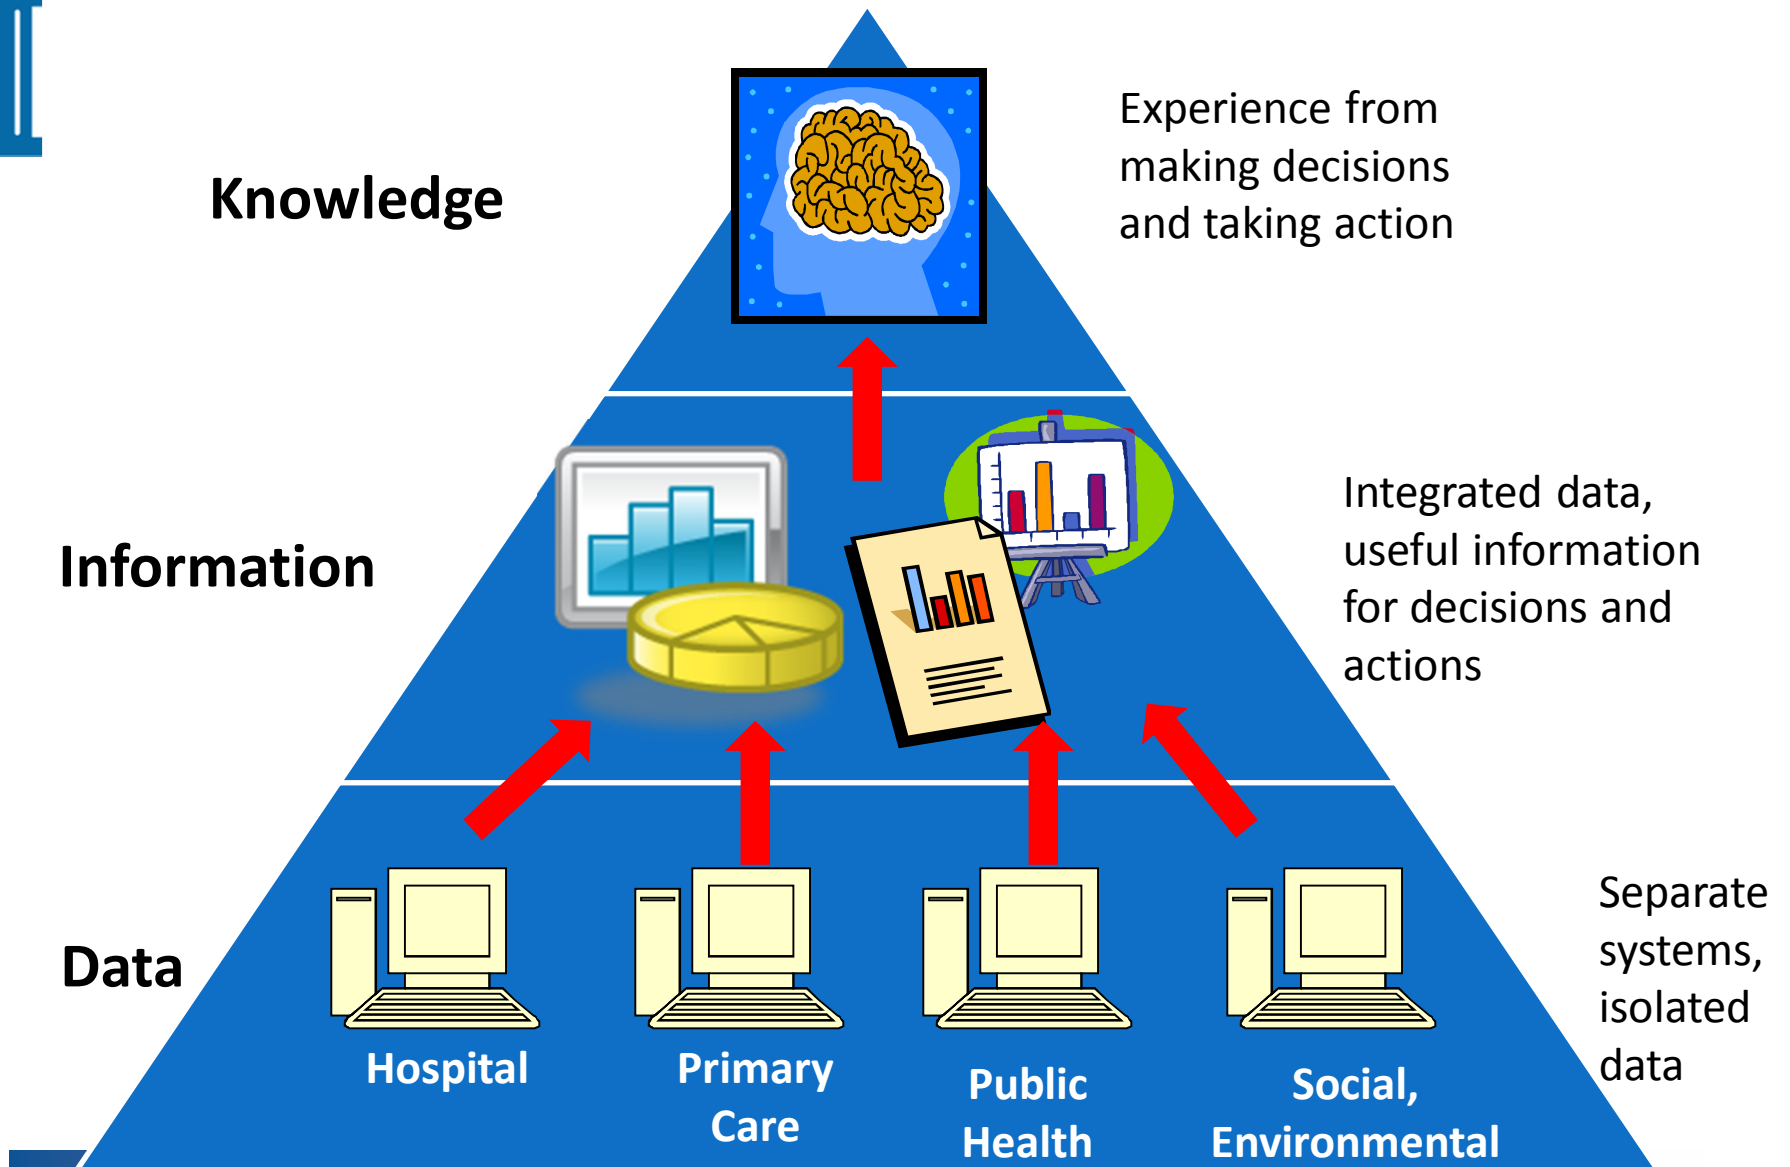 Knowledge
Experience from
making decisions
and taking action
Information
Integrated data,
useful information
for decisions and
actions
Data
Separate
systems,
isolated
data
Hospital
Primary
Care
Public
Health
Social,
Environmental